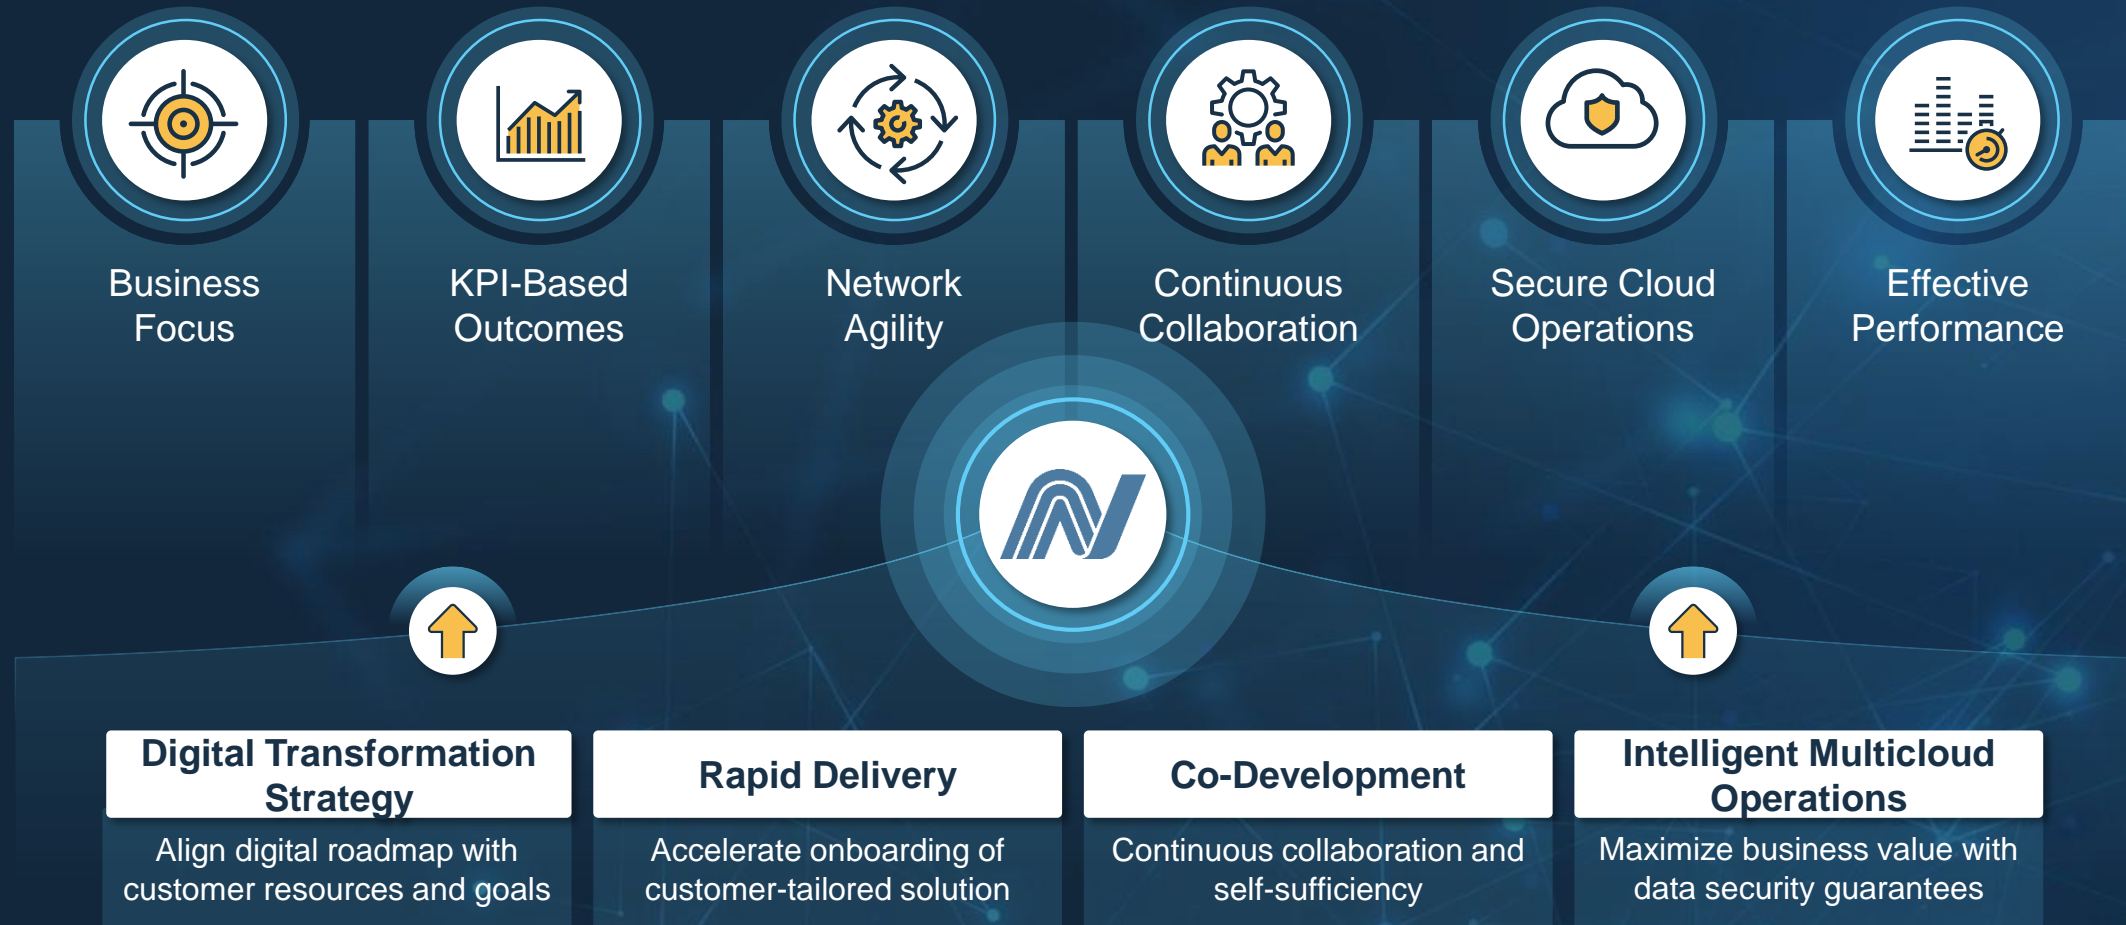 Business
Focus
KPI-Based
Outcomes
Network
Agility
Continuous
Collaboration
Secure Cloud
Operations
Effective
Performance
Digital Transformation
Strategy
Align digital roadmap with
customer resources and goals
Rapid Delivery
Accelerate onboarding of
customer-tailored solution
Co-Development
Continuous collaboration and
self-sufficiency
Intelligent Multicloud
Operations
Maximize business value with
data security guarantees